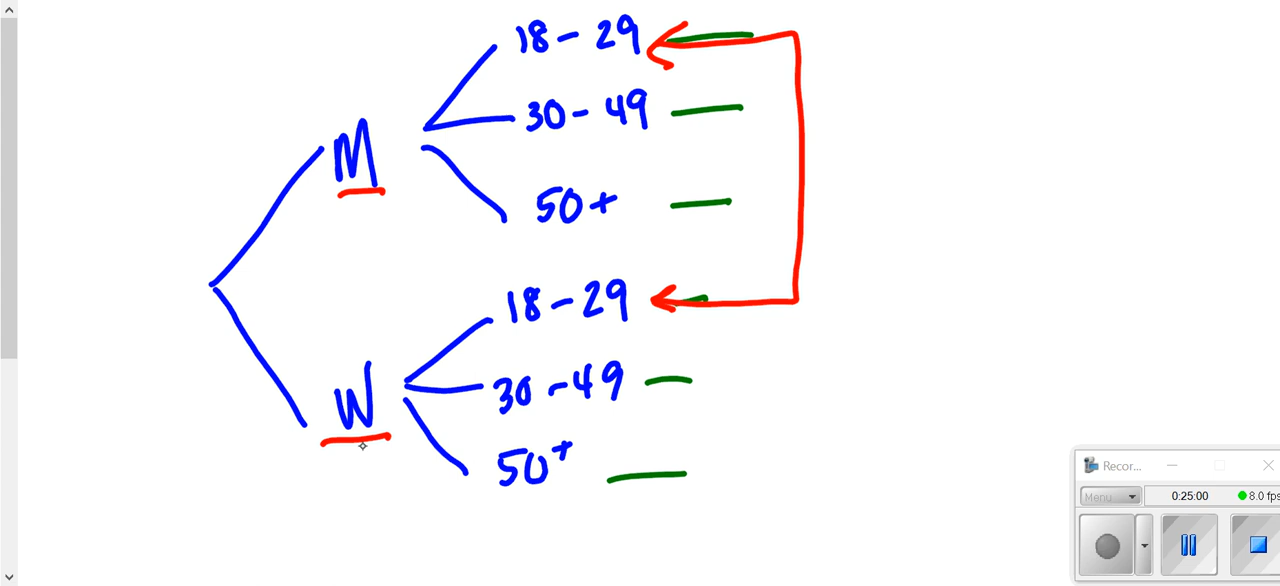 18 - 29
30 - 49
M
50+
18 - 29
30 - 49
W
50+
Recor...
Menu
0:25:00
8.0 fps